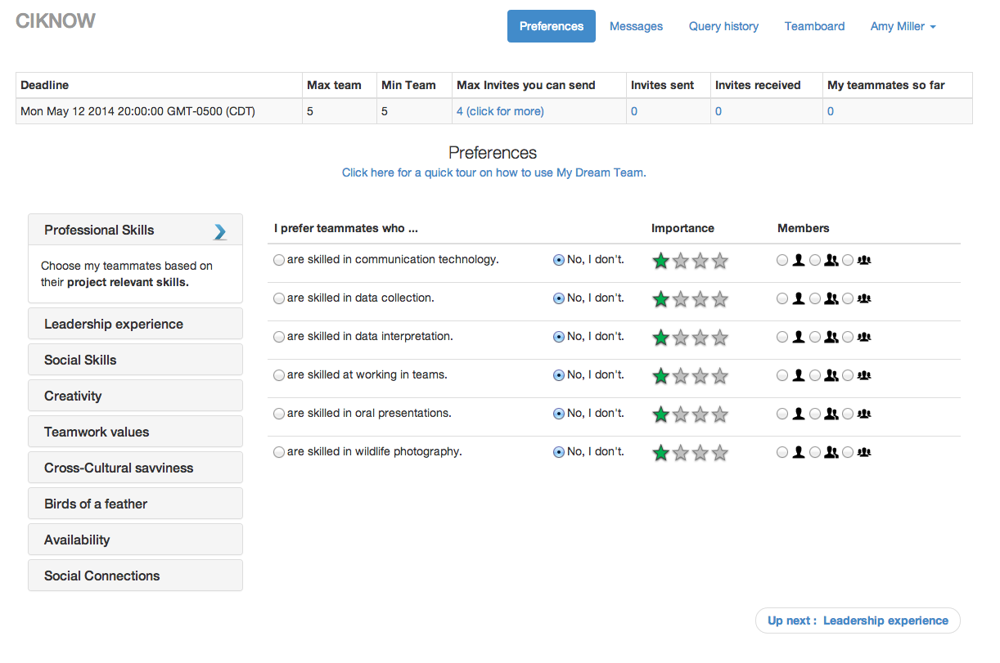 CIKNOW
Preferences Messages Query history Teamboard Amy Miller
Deadline Max team Min Team Max Invites you can send Invites sent Invites received My teammates so far
Mon May 12 2014 20:00:00 GMT-0500 (CDT) 5 5 4 (click for more) 0 0 0
Preferences
Click here for a quick tour on how to use My Dream Team.
Professional Skills
Choose my teammates based on
their project relevant skills.
Leadership experience
Social Skills
Creativity
Teamwork values
Cross-Cultural savviness
Birds of a feather
Availability
Social Connections
I prefer teammates who ... Importance Members
are skilled in communication technology. No, I don't.
are skilled in data collection. No, I don't.
are skilled in data interpretation. No, I don't.
are skilled at working in teams. No, I don't.
are skilled in oral presentations. No, I don't.
are skilled in wildlife photography. No, I don't.
Up next : Leadership experience